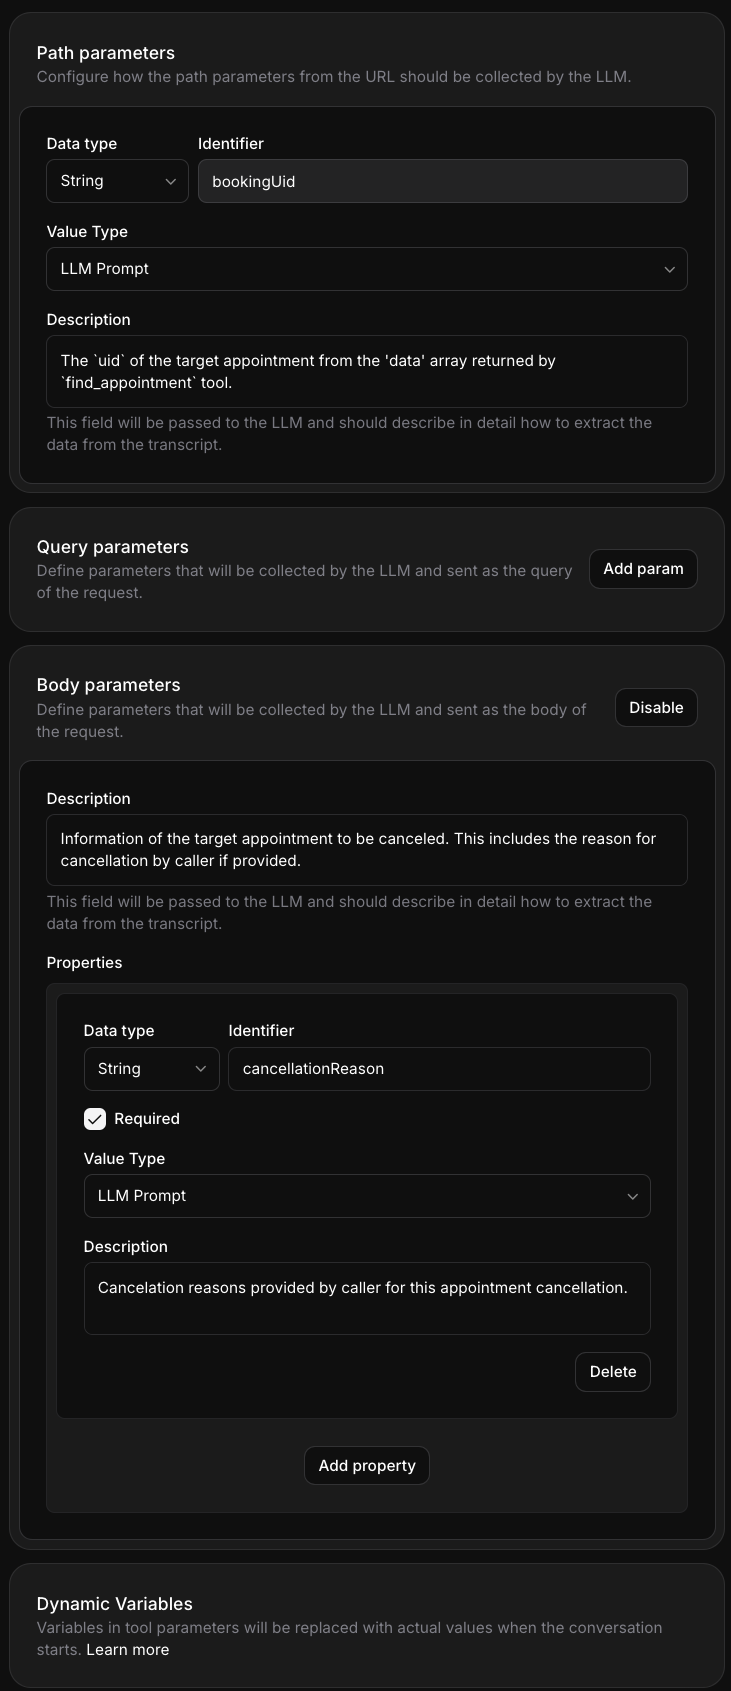 Path parameters
Configure how the path parameters from the URL should be collected by the LLM.
Data type
Identifier
String
bookingUid
Value Type
LLM Prompt
Description
The `uid` of the target appointment from the 'data' array returned by
`find_appointment` tool.
This field will be passed to the LLM and should describe in detail how to extract the
data from the transcript.
Query parameters
Define parameters that will be collected by the LLM and sent as the query
of the request.
Add param
Body parameters
Define parameters that will be collected by the LLM and sent as the body of
the request.
Disable
Description
Information of the target appointment to be canceled. This includes the reason for
cancellation by caller if provided.
This field will be passed to the LLM and should describe in detail how to extract the
data from the transcript.
Properties
Data type
Identifier
String
cancellationReason
Required
Value Type
LLM Prompt
Description
Cancelation reasons provided by caller for this appointment cancellation.
Delete
Add property
Dynamic Variables
Variables in tool parameters will be replaced with actual values when the conversation
starts. Learn more